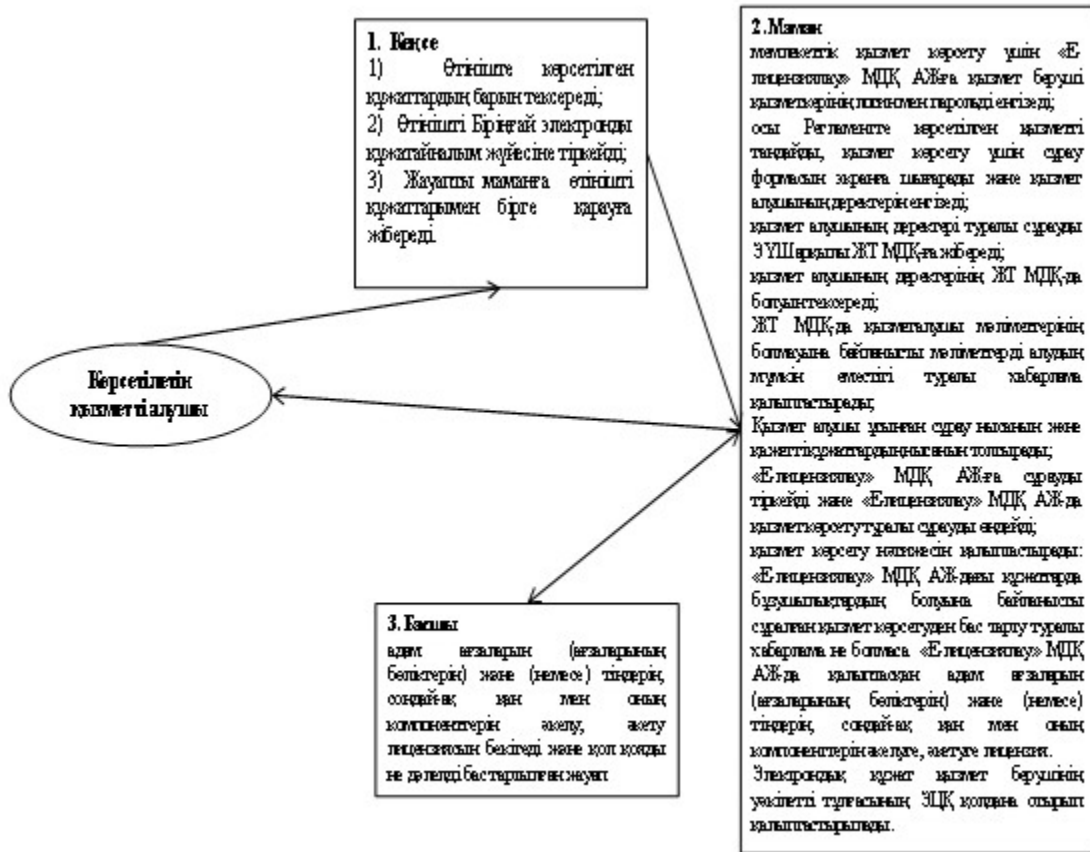 1. Кеңсе
1) Өтініште көрсетілген
құжаттардың барын тексереді;
2) Өтінішті Бірыңғай электронды
құжатайналым жүйесіне тіркейді;
3) Жауапты маманға өтінішті
құжаттарымен бірге қарауға
жібереді.
Көрсетілетін
қызметті алушы
2. Маман
мемлекеттік қызмет көрсету үшін «Е-
лицензиялау» МДҚ АЖ-ға қызмет беруші
қызметкерінің логин мен парольді енгізеді;
осы Регламентте көрсетілген қызметті
таңдайды, қызмет көрсету үшін сұрау
формасын экранға шығарады және қызмет
алушының деректерін енгізеді;
қызмет алушының деректері туралы сұрауды
ЭҮШ арқылы ЖТ МДҚ-ға жібереді;
қызмет алушының деректерінің ЖТ МДҚ-да
болуын тексереді;
ЖТ МДҚ-да қызмет алушы мәліметтерінің
болмауына байланысты мәліметтерді алудың
мүмкін еместігі туралы хабарлама
қалыптастырады;
Қызмет алушы ұсынған сұрау нысанын және
қажетті құжаттардың нысанын толтырады;
«Е-лицензиялау» МДҚ АЖ-ға сұрауды
тіркейді және «Е-лицензиялау» МДҚ АЖ-да
қызмет көрсету туралы сұрауды өңдейді;
қызмет көрсету нәтижесін қалыптастырады:
«Е-лицензиялау» МДҚ АЖ-дағы құжаттарда
бұзушылықтардың болуына байланысты
сұралған қызмет көрсетуден бас тарту туралы
хабарлама не болмаса «Е-лицензиялау» МДҚ
АЖ-да қалыптасқан адам ағзаларын
(ағзаларының бөліктерін) және (немесе)
тіндерін, сондай-ақ қан мен оның
компоненттерін әкелуге, әкетуге лицензия.
Электрондық құжат қызмет берушінің
уәкілетті тұлғасының ЭЦҚ қолдана отырып
қалыптастырылады.
3. Басшы
адам ағзаларын (ағзаларының
бөліктерін) және (немесе) тіндерін,
сондай-ақ қан мен оның
компоненттерін әкелу, әкету
лицензиясын бекітеді және қол қояды
не дәлелді бас тартылған жауап